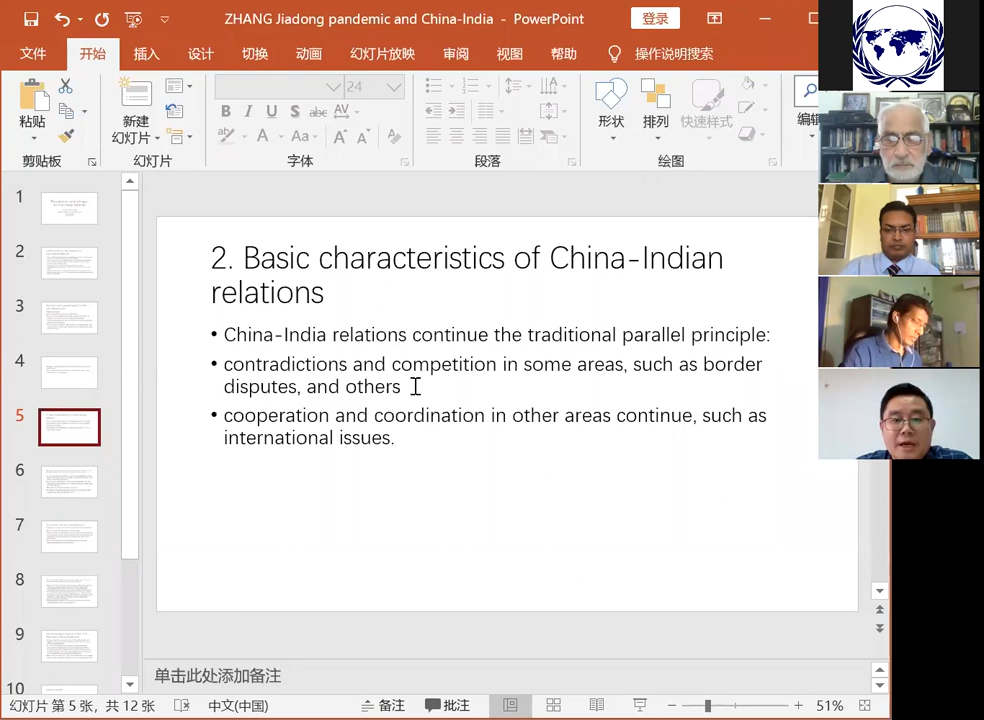 ZHANG Jiadong pandemic and China-India - PowerPoint
登录
文件 开始 插入 设计 切换 动画 幻灯片放映 审阅 视图 帮助 操作说明搜索
24
B I U S abc AV
A Aa A A
粘贴 新建 幻灯片 形状 排列 快速样式 编辑
剪贴板 幻灯片 字体 段落 绘图
1
2
3
4
5
6
7
8
9
10
2. Basic characteristics of China-Indian
relations
• China-India relations continue the traditional parallel principle:
• contradictions and competition in some areas, such as border
disputes, and others
• cooperation and coordination in other areas continue, such as
international issues.
单击此处添加备注
幻灯片 第 5 张，共 12 张 中文(中国) 备注 批注 51%